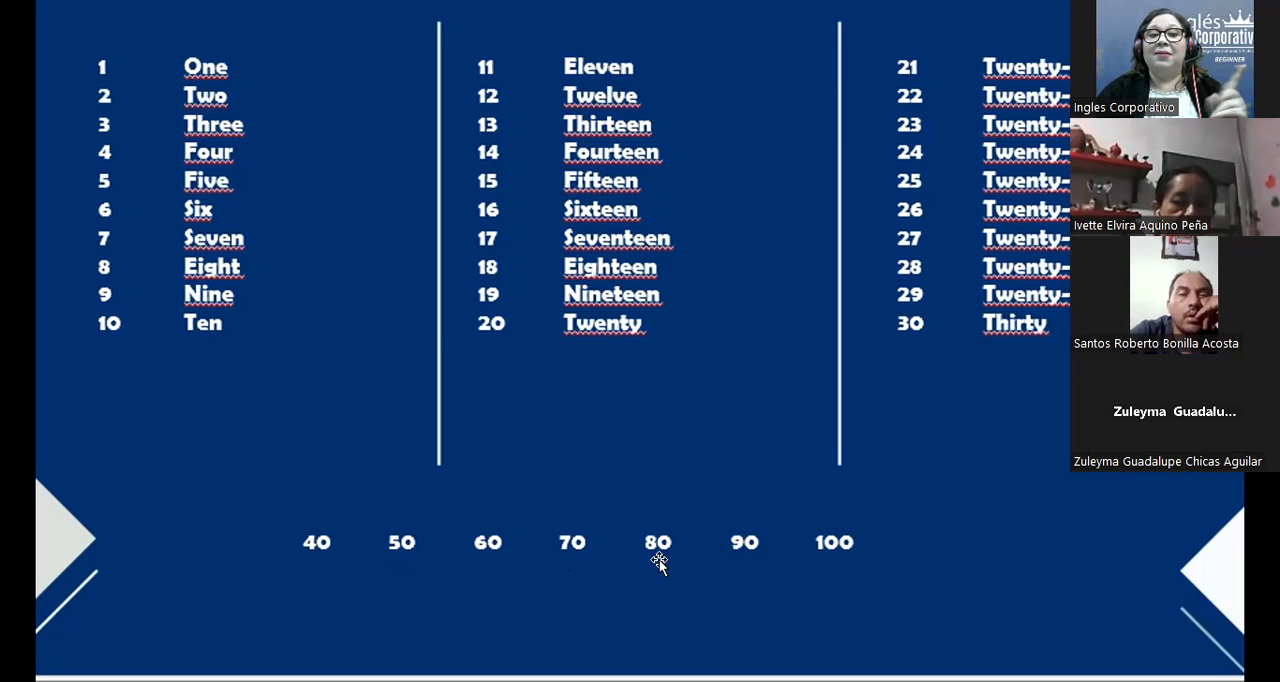 1 One
2 Two
3 Three
4 Four
5 Five
6 Six
7 Seven
8 Eight
9 Nine
10 Ten
11 Eleven
12 Twelve
13 Thirteen
14 Fourteen
15 Fifteen
16 Sixteen
17 Seventeen
18 Eighteen
19 Nineteen
20 Twenty
21 Twenty-
22 Twenty-
23 Twenty-
24 Twenty-
25 Twenty-
26 Twenty-
27 Twenty-
28 Twenty-
29 Twenty-
30 Thirty
40 50 60 70 80 90 100
glés
Corporativ
BEGINNER
Ingles Corporativo
Ivette Elvira Aquino Peña
Santos Roberto Bonilla Acosta
Zuleyma Guadalu...
Zuleyma Guadalupe Chicas Aguilar